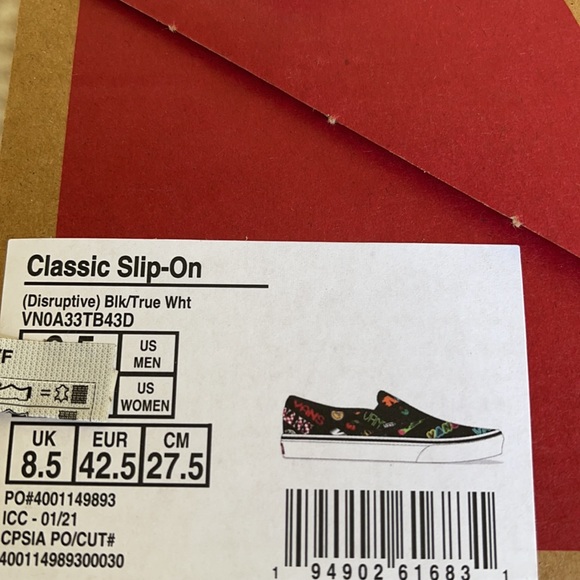 Classic Slip-On
(Disruptive) Blk/True Wht
VN0A33TB43D
US
MEN
US
WOMEN
UK EUR CM
8.5 42.5 27.5
PO#4001149893
ICC - 01/21
CPSIA PO/CUT#
400114989300030
VANS
1 94902 61683 1